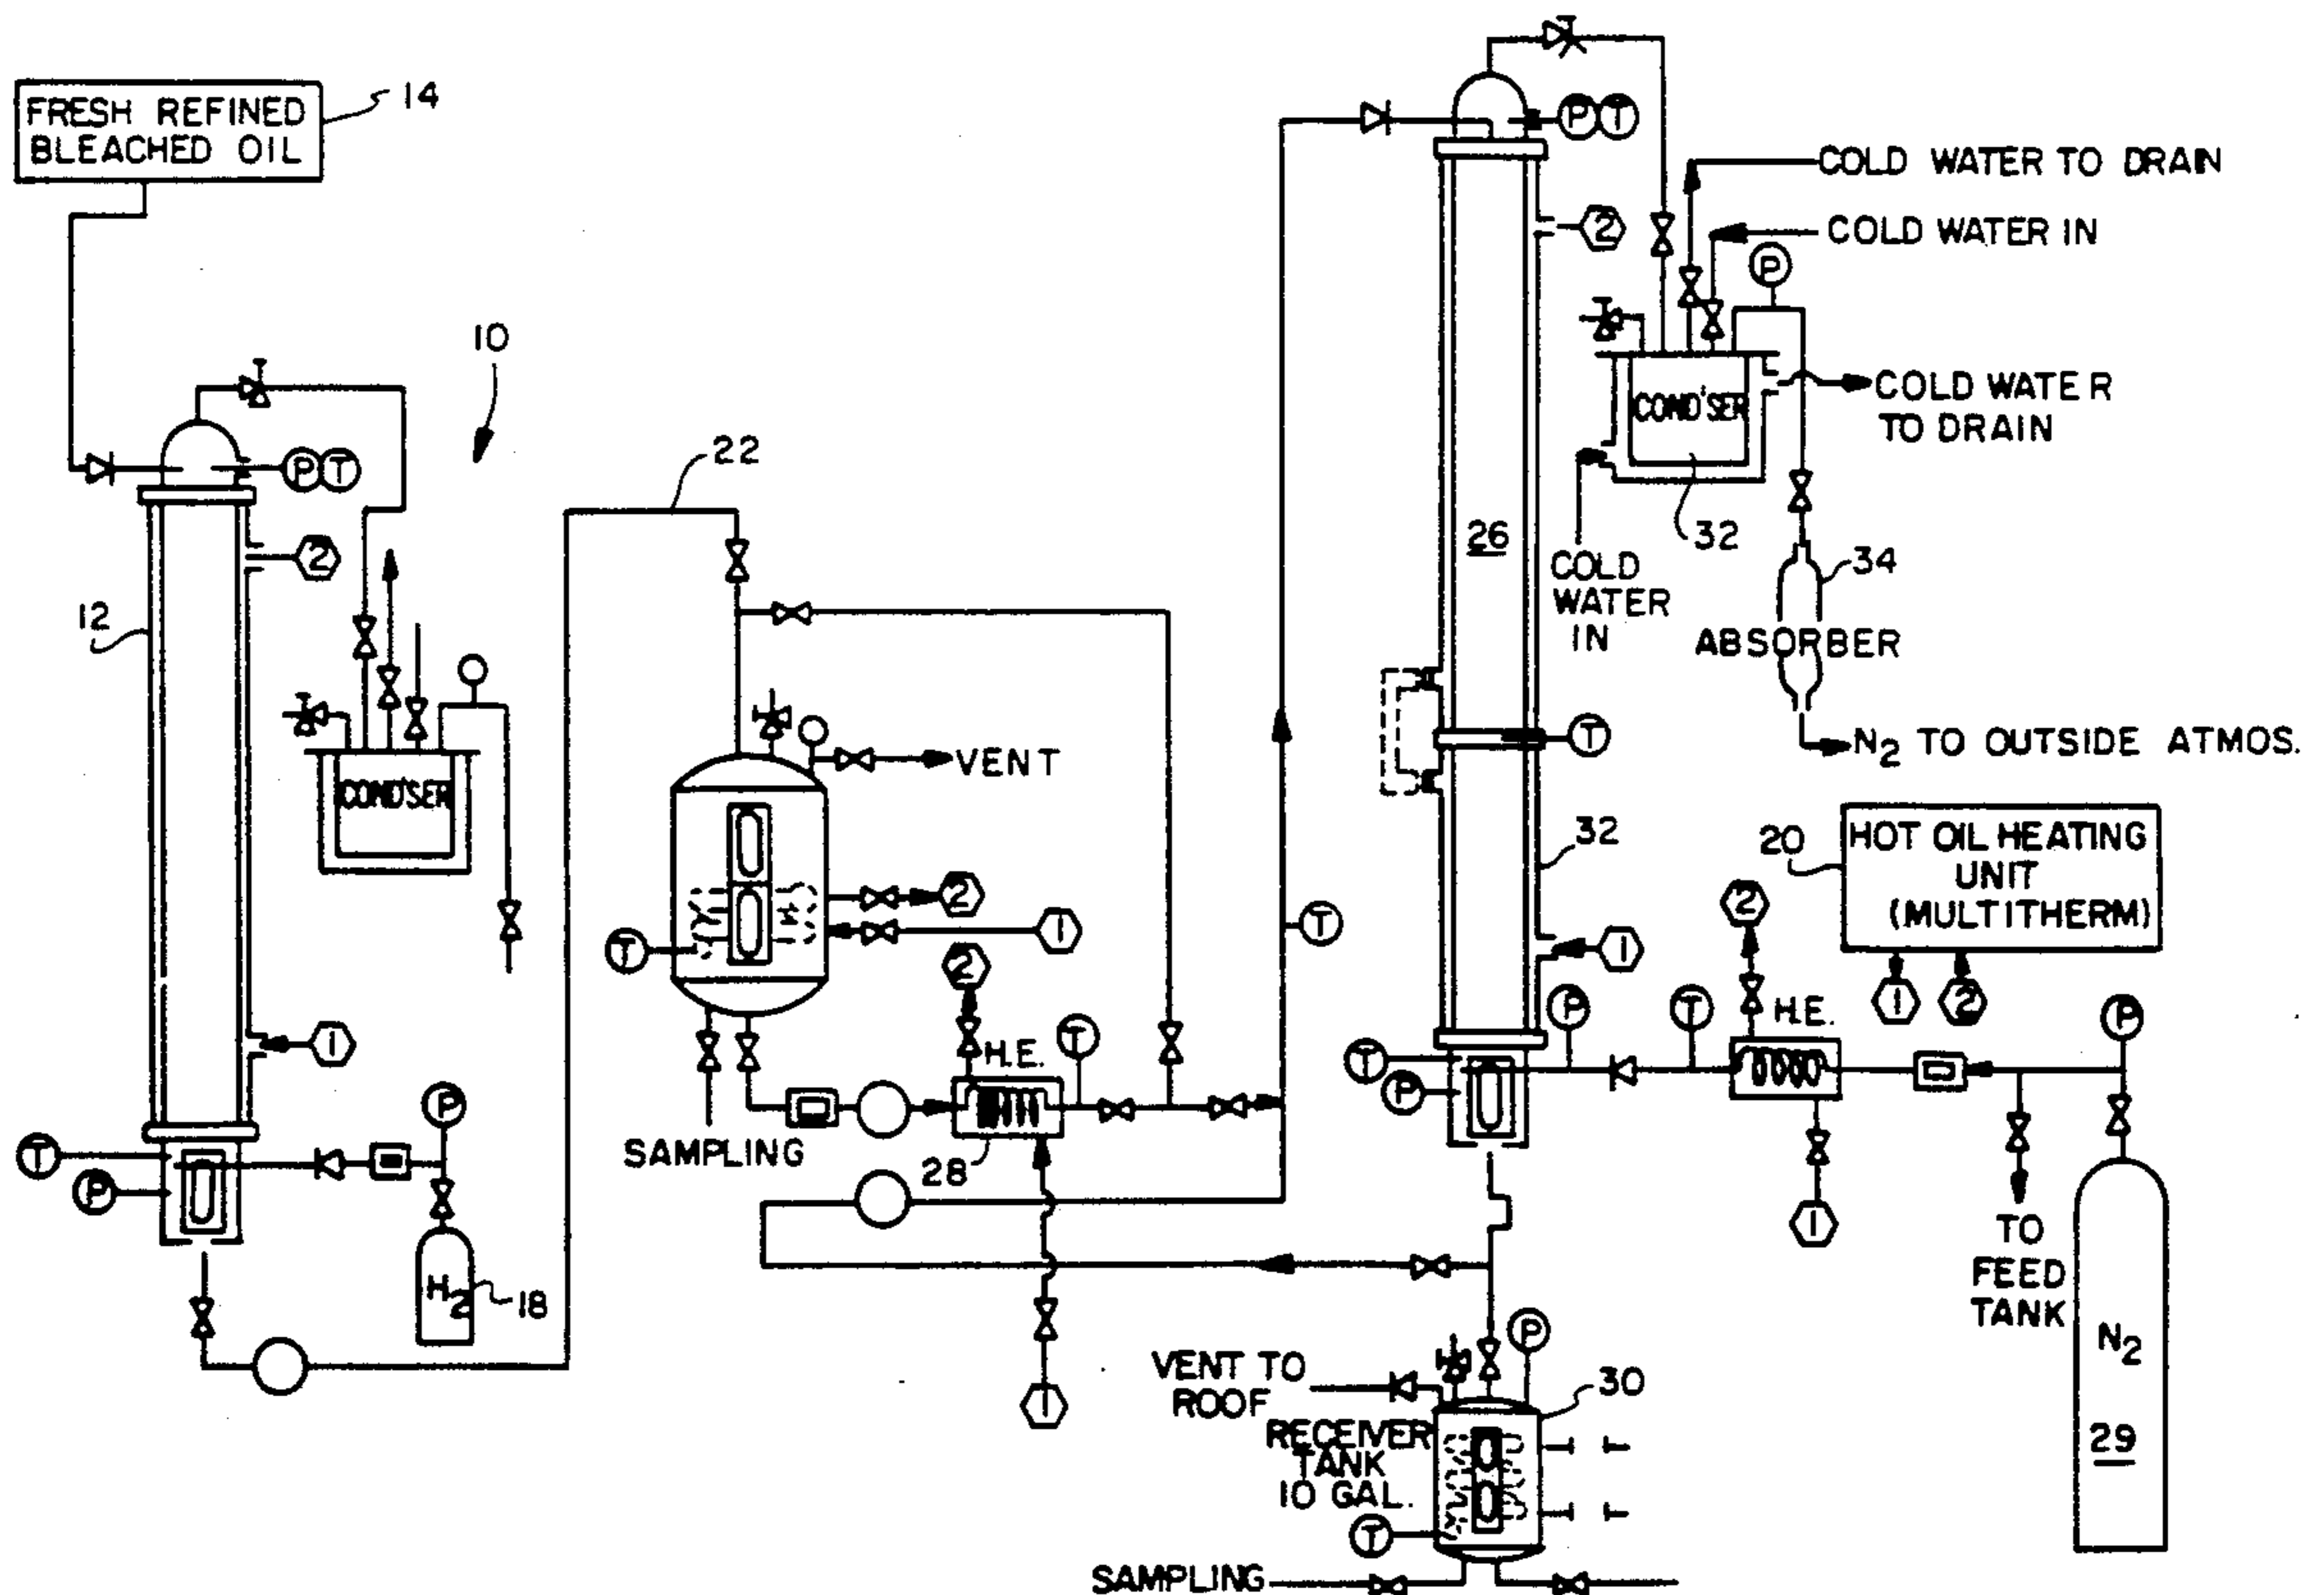 FRESH REFINED
BLEACHED OIL
14
10
P T
2
12
COND'SER
1
T
P
P
H2
18
22
VENT
2
1
T
2
H.E.
T
SAMPLING
28
1
T
P T
2
26
COLD WATER TO DRAIN
COLD WATER IN
P
COND'SER
COLD WATER
TO DRAIN
32
COLD
WATER
IN
34
ABSORBER
N2 TO OUTSIDE ATMOS.
T
32
1
20
HOT OIL HEATING
UNIT
(MULTITHERM)
1
2
2
H.E.
P
T
P
T
P
1
TO
FEED
TANK
N2
29
VENT TO
ROOF
P
30
RECEIVER
TANK
10 GAL.
T
SAMPLING